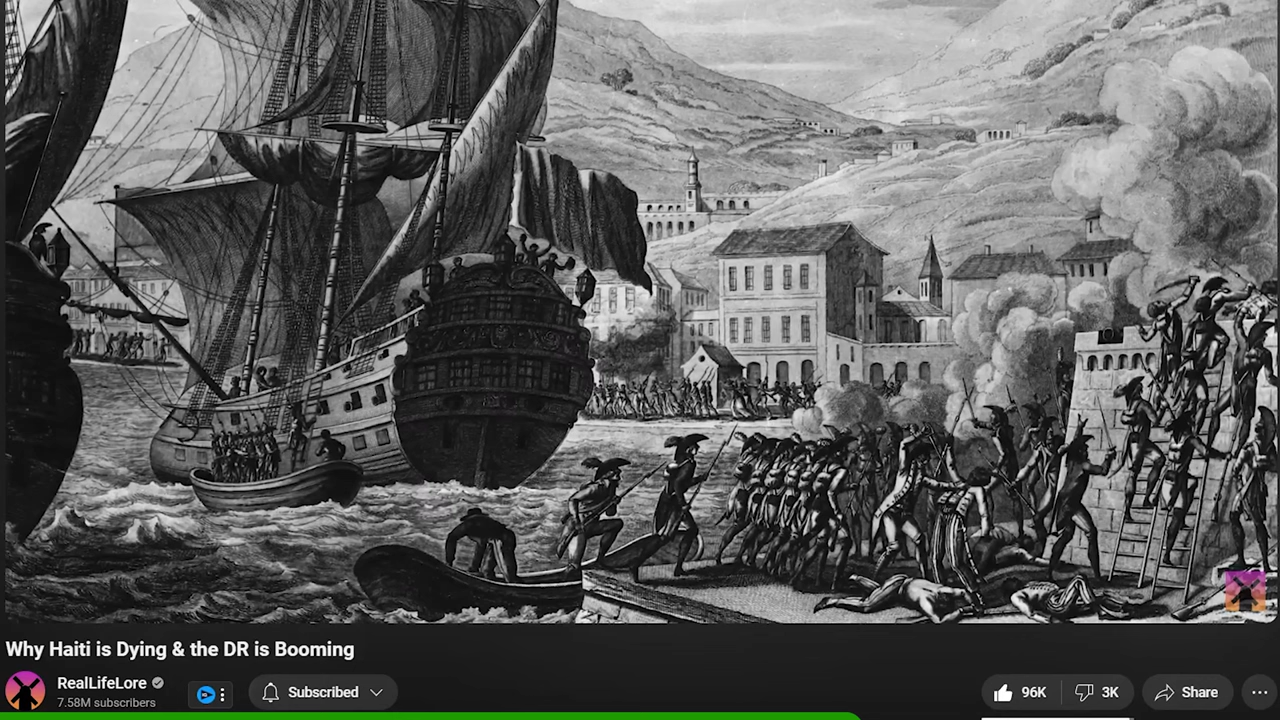 Why Haiti is Dying & the DR is Booming
RealLifeLore
7.58M subscribers
Subscribed
96K
3K
Share